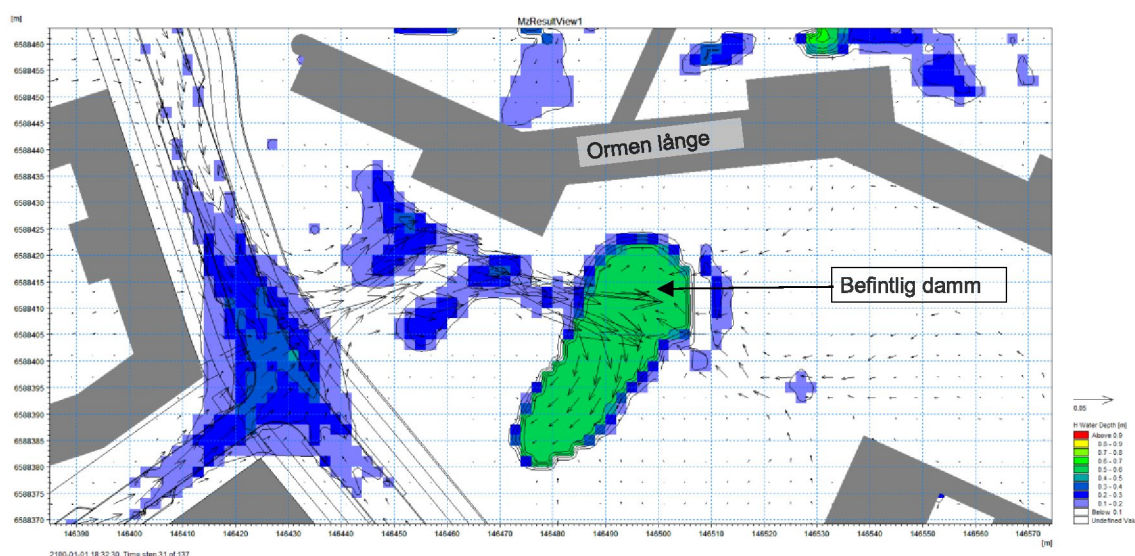 [m]
MzResultView1
6588460
6588455
6588450
6588445
6588440
6588435
6588430
6588425
6588420
6588415
6588410
6588405
6588400
6588395
6588390
6588385
6588380
6588375
6588370
Ormen långe
Befintlig damm
0.05
H Water Depth [m]
Above 0.9
0.8 - 0.9
0.7 - 0.8
0.6 - 0.7
0.5 - 0.6
0.4 - 0.5
0.3 - 0.4
0.2 - 0.3
0.1 - 0.2
Below 0.1
Undefined Valu
146390 146400 146410 146420 146430 146440 146450 146460 146470 146480 146490 146500 146510 146520 146530 146540 146550 146560 146570
[m]
2100-01-01 18:32:30, Time step 31 of 137